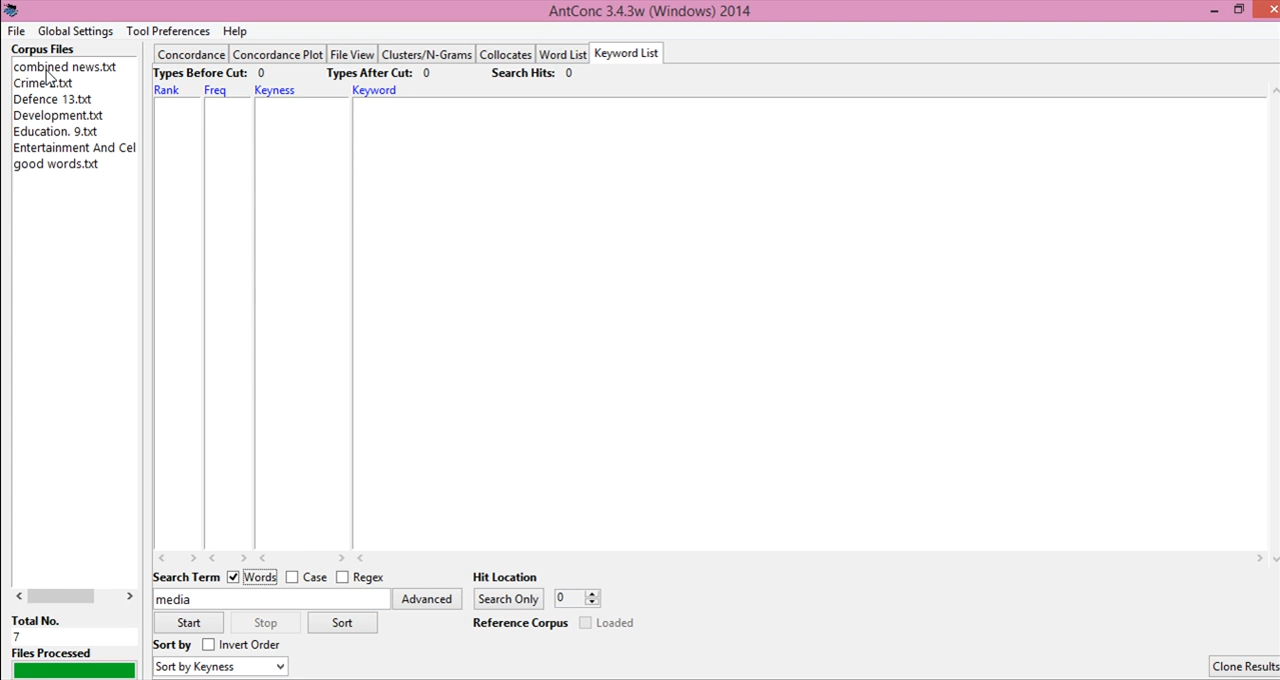 AntConc 3.4.3w (Windows) 2014
File Global Settings Tool Preferences Help
Corpus Files
combined news.txt
.txt
Defence 13.txt
Development.txt
Education. 9.txt
Entertainment And Cel
good words.txt
Total No.
7
Files Processed
Concordance Concordance Plot File View Clusters/N-Grams Collocates Word List Keyword List
Types Before Cut: 0 Types After Cut: 0 Search Hits: 0
Rank Freq Keyness Keyword
Search Term Words Case Regex Hit Location
media Advanced Search Only 0
Start Stop Sort Reference Corpus Loaded
Sort by Invert Order
Sort by Keyness Clone Results